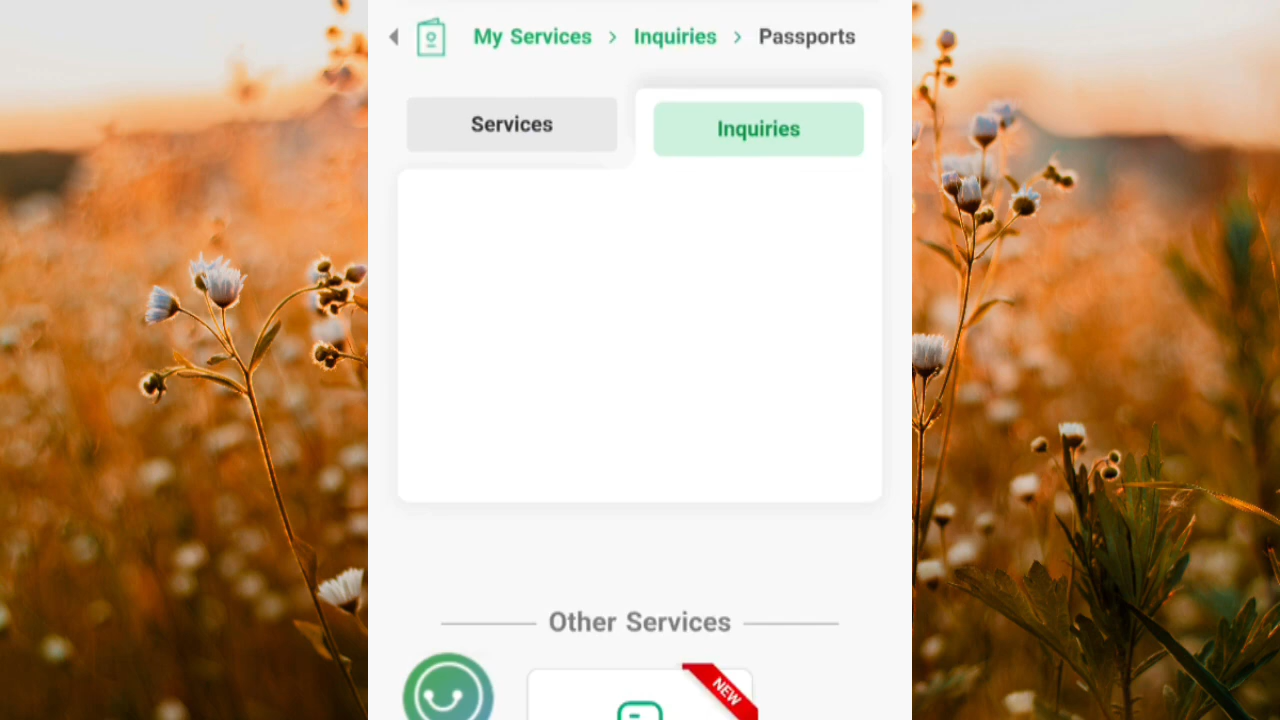 My Services > Inquiries > Passports
Services
Inquiries
Other Services
NEW